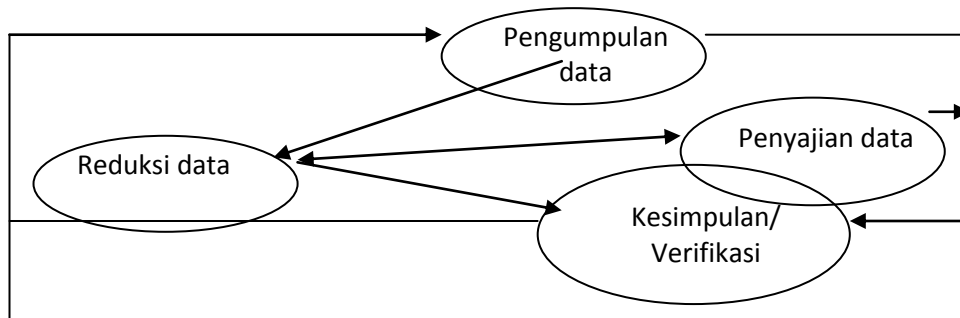 Pengumpulan
data
Penyajian data
Reduksi data
Kesimpulan/
Verifikasi